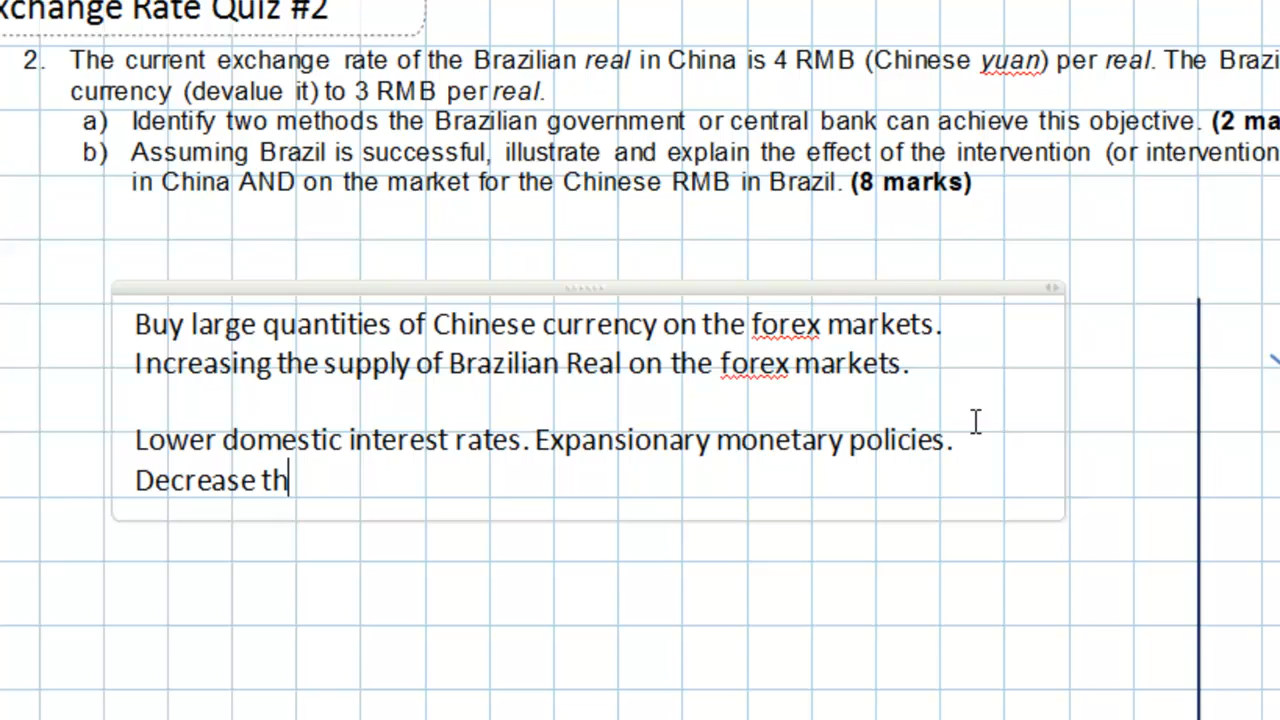 xchange Rate Quiz #2
2. The current exchange rate of the Brazilian real in China is 4 RMB (Chinese yuan) per real. The Brazi
currency (devalue it) to 3 RMB per real.
a) Identify two methods the Brazilian government or central bank can achieve this objective. (2 ma
b) Assuming Brazil is successful, illustrate and explain the effect of the intervention (or intervention
in China AND on the market for the Chinese RMB in Brazil. (8 marks)
Buy large quantities of Chinese currency on the forex markets.
Increasing the supply of Brazilian Real on the forex markets.
Lower domestic interest rates. Expansionary monetary policies.
Decrease th